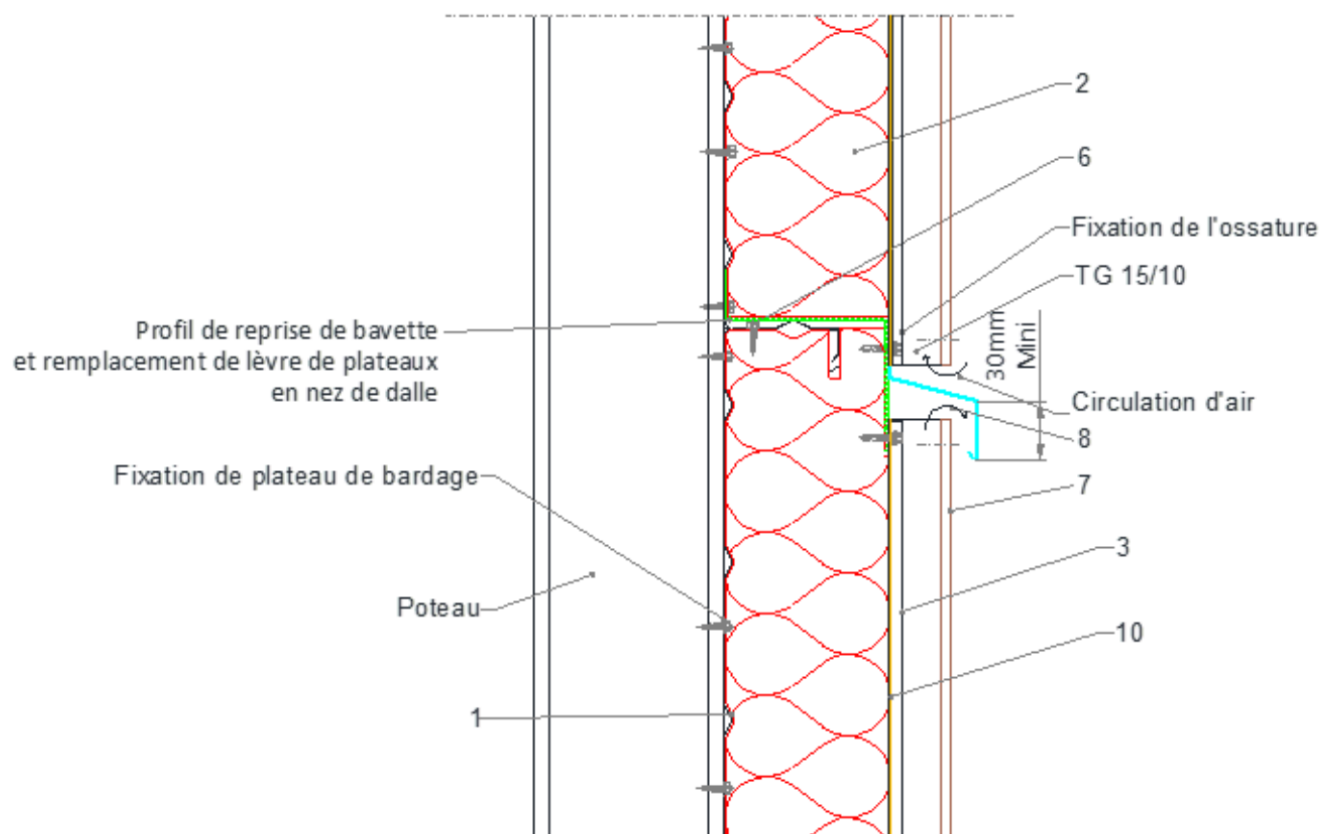 2
6
Fixation de l'ossature
TG 15/10
Profil de reprise de bavette
et remplacement de lèvre de plateaux
en nez de dalle
30mm
Mini
Circulation d'air
8
Fixation de plateau de bardage
7
3
Poteau
10
1